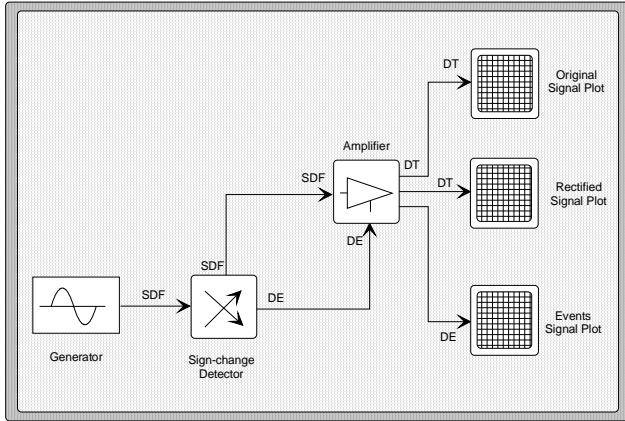 DT
Original
Signal Plot
Amplifier
DT
SDF
DT
Rectified
Signal Plot
DE
SDF
SDF
DE
Events
Signal Plot
DE
Generator
Sign-change
Detector